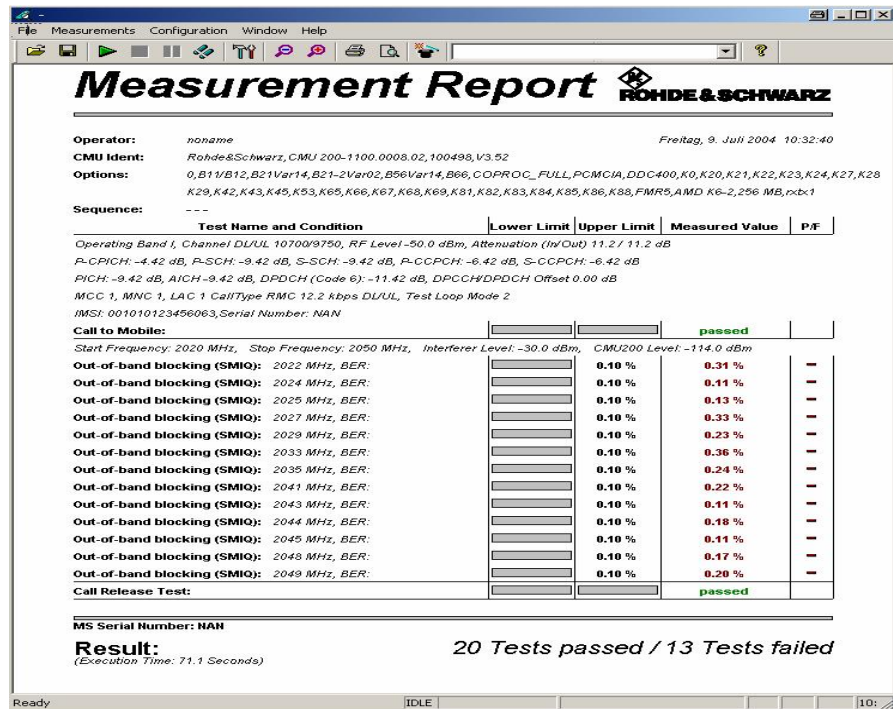 File Measurements Configuration Window Help
Measurement Report ROHDE & SCHWARZ
Operator: noname Freitag, 9. Juli 2004 10:32:40
CMU Ident: Rohde&Schwarz,CMU 200-1100.0008.02,100498,V3.52
Options: 0,B11/B12,B21Var14,B21-2Var02,B56Var14,B66,COPROC_FULL,PCMCIA,DDC400,K0,K20,K21,K22,K23,K24,K27,K28
K29,K42,K43,K45,K53,K65,K66,K67,K68,K69,K81,K82,K83,K84,K85,K86,K88,FMR5,AMD K6-2,256 MB,rxtx1
Sequence: ---
Test Name and Condition Lower Limit Upper Limit Measured Value P/F
Operating Band I, Channel DL/UL 10700/9750, RF Level -50.0 dBm, Attenuation (In/Out) 11.2 / 11.2 dB
P-CPICH: -4.42 dB, P-SCH: -9.42 dB, S-SCH: -9.42 dB, P-CCPCH: -6.42 dB, S-CCPCH: -6.42 dB
PICH: -9.42 dB, AICH -9.42 dB, DPDCH (Code 6): -11.42 dB, DPCCH/DPDCH Offset 0.00 dB
MCC 1, MNC 1, LAC 1 CallType RMC 12.2 kbps DL/UL, Test Loop Mode 2
IMSI: 001010123456063,Serial Number: NAN
Call to Mobile: passed
Start Frequency: 2020 MHz, Stop Frequency: 2050 MHz, Interferer Level: -30.0 dBm, CMU200 Level: -114.0 dBm
Out-of-band blocking (SMIQ): 2022 MHz, BER: 0.10 % 0.31 % -
Out-of-band blocking (SMIQ): 2024 MHz, BER: 0.10 % 0.11 % -
Out-of-band blocking (SMIQ): 2025 MHz, BER: 0.10 % 0.13 % -
Out-of-band blocking (SMIQ): 2027 MHz, BER: 0.10 % 0.33 % -
Out-of-band blocking (SMIQ): 2029 MHz, BER: 0.10 % 0.23 % -
Out-of-band blocking (SMIQ): 2033 MHz, BER: 0.10 % 0.36 % -
Out-of-band blocking (SMIQ): 2035 MHz, BER: 0.10 % 0.24 % -
Out-of-band blocking (SMIQ): 2041 MHz, BER: 0.10 % 0.22 % -
Out-of-band blocking (SMIQ): 2043 MHz, BER: 0.10 % 0.11 % -
Out-of-band blocking (SMIQ): 2044 MHz, BER: 0.10 % 0.18 % -
Out-of-band blocking (SMIQ): 2045 MHz, BER: 0.10 % 0.11 % -
Out-of-band blocking (SMIQ): 2048 MHz, BER: 0.10 % 0.17 % -
Out-of-band blocking (SMIQ): 2049 MHz, BER: 0.10 % 0.20 % -
Call Release Test: passed
MS Serial Number: NAN
Result: 20 Tests passed / 13 Tests failed
(Execution Time: 71.1 Seconds)
Ready IDLE 10: